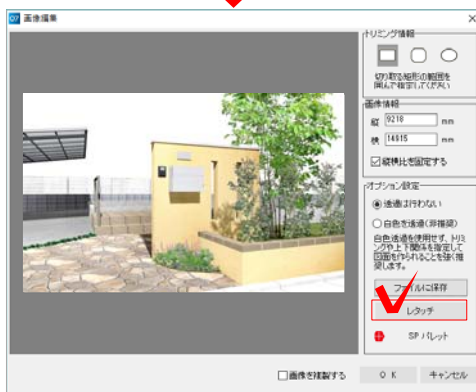 O7 画像編集
トリミング情報
切り取る矩形の範囲を
囲んで指定してください
画像情報
縦 9218 mm
横 14915 mm
縦横比を固定する
オプション設定
透過は行わない
白色を透過(非推奨)
白色透過を使用せず、トリミ
ングや上下関係を指定して
図面を作られることを強く推
奨します。
ファイルに保存
レタッチ
SPパレット
画像を複製する
OK
キャンセル